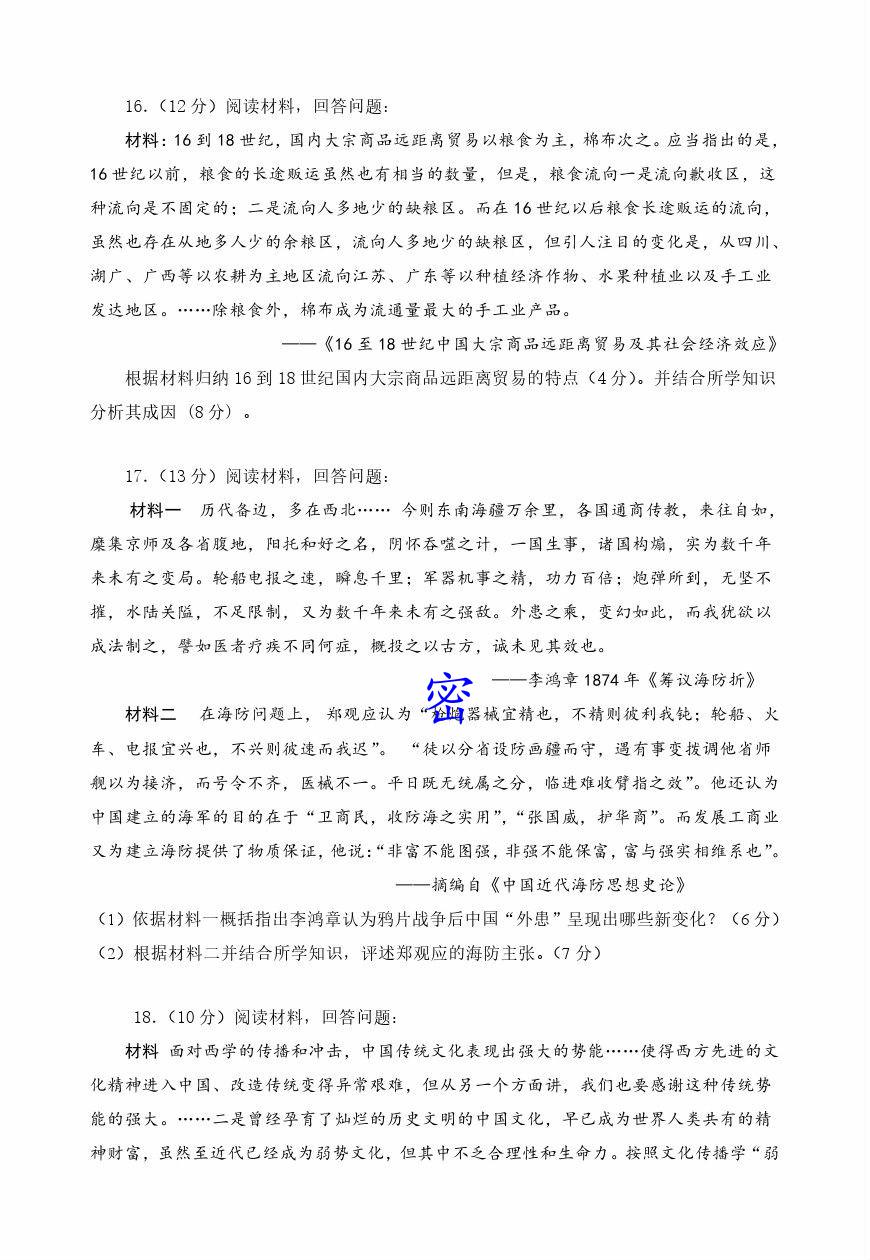 16.（12 分）阅读材料，回答问题：
材料：16 到 18 世纪，国内大宗商品远距离贸易以粮食为主，棉布次之。应当指出的是，
16 世纪以前，粮食的长途贩运虽然也有相当的数量，但是，粮食流向一是流向歉收区，这
种流向是不固定的；二是流向人多地少的缺粮区。而在 16 世纪以后粮食长途贩运的流向，
虽然也存在从地多人少的余粮区，流向人多地少的缺粮区，但引人注目的变化是，从四川、
湖广、广西等以农耕为主地区流向江苏、广东等以种植经济作物、水果种植业以及手工业
发达地区。……除粮食外，棉布成为流通量最大的手工业产品。
——《16 至 18 世纪中国大宗商品远距离贸易及其社会经济效应》
根据材料归纳 16 到 18 世纪国内大宗商品远距离贸易的特点（4 分）。并结合所学知识
分析其成因（8 分）。
17.（13 分）阅读材料，回答问题：
材料一 历代备边，多在西北…… 今则东南海疆万余里，各国通商传教，来往自如，
麇集京师及各省腹地，阳托和好之名，阴怀吞噬之计，一国生事，诸国构煽，实为数千年
来未有之变局。轮船电报之速，瞬息千里；军器机事之精，功力百倍；炮弹所到，无坚不
摧，水陆关隘，不足限制，又为数千年来未有之强敌。外患之乘，变幻如此，而我犹欲以
成法制之，譬如医者疗疾不同何症，概投之以古方，诚未见其效也。
——李鸿章 1874 年《筹议海防折》
密
材料二 在海防问题上， 郑观应认为“枪炮器械宜精也，不精则彼利我钝；轮船、火
车、电报宜兴也，不兴则彼速而我迟”。 “徒以分省设防画疆而守，遇有事变拨调他省师
舰以为接济，而号令不齐，医械不一。平日既无统属之分，临进难收臂指之效”。他还认为
中国建立的海军的目的在于“卫商民，收防海之实用”，“张国威，护华商”。而发展工商业
又为建立海防提供了物质保证，他说：“非富不能图强，非强不能保富，富与强实相维系也”。
——摘编自《中国近代海防思想史论》
（1）依据材料一概括指出李鸿章认为鸦片战争后中国“外患”呈现出哪些新变化？（6 分）
（2）根据材料二并结合所学知识，评述郑观应的海防主张。（7 分）
18.（10 分）阅读材料，回答问题：
材料 面对西学的传播和冲击，中国传统文化表现出强大的势能……使得西方先进的文
化精神进入中国、改造传统变得异常艰难，但从另一个方面讲，我们也要感谢这种传统势
能的强大。……二是曾经孕育了灿烂的历史文明的中国文化，早已成为世界人类共有的精
神财富，虽然至近代已经成为弱势文化，但其中不乏合理性和生命力。按照文化传播学“弱